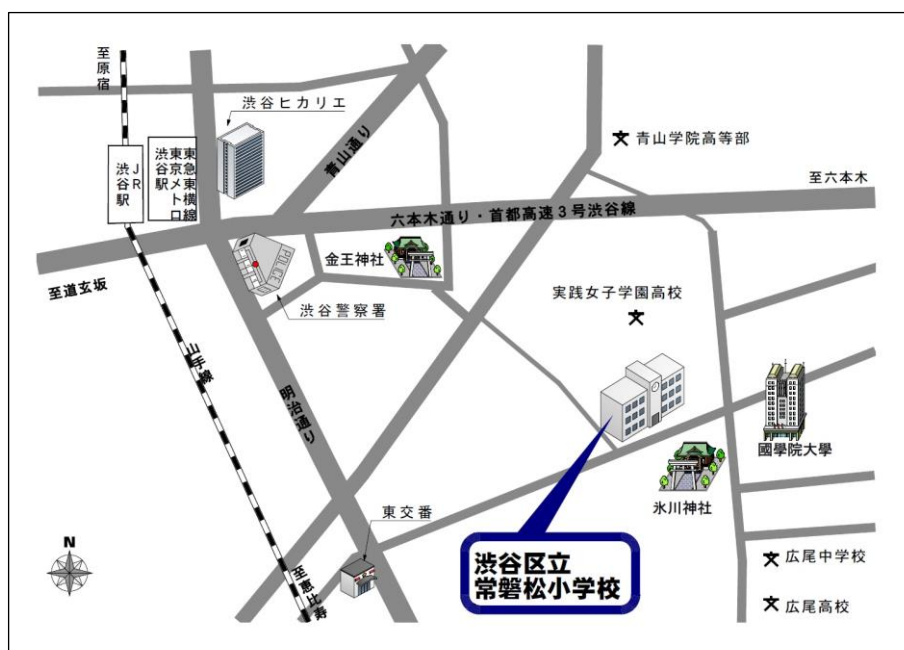 至原宿
渋谷ヒカリエ
青山通り
青山学院高等部
JR
渋谷駅
東急東横線
東京メトロ
渋谷駅
至六本木
六本木通り・首都高速3号渋谷線
金王神社
POLICE
至道玄坂
渋谷警察署
実践女子学園高校
山手線
明治通り
國學院大學
氷川神社
東交番
渋谷区立
常磐松小学校
広尾中学校
広尾高校
至恵比寿
N